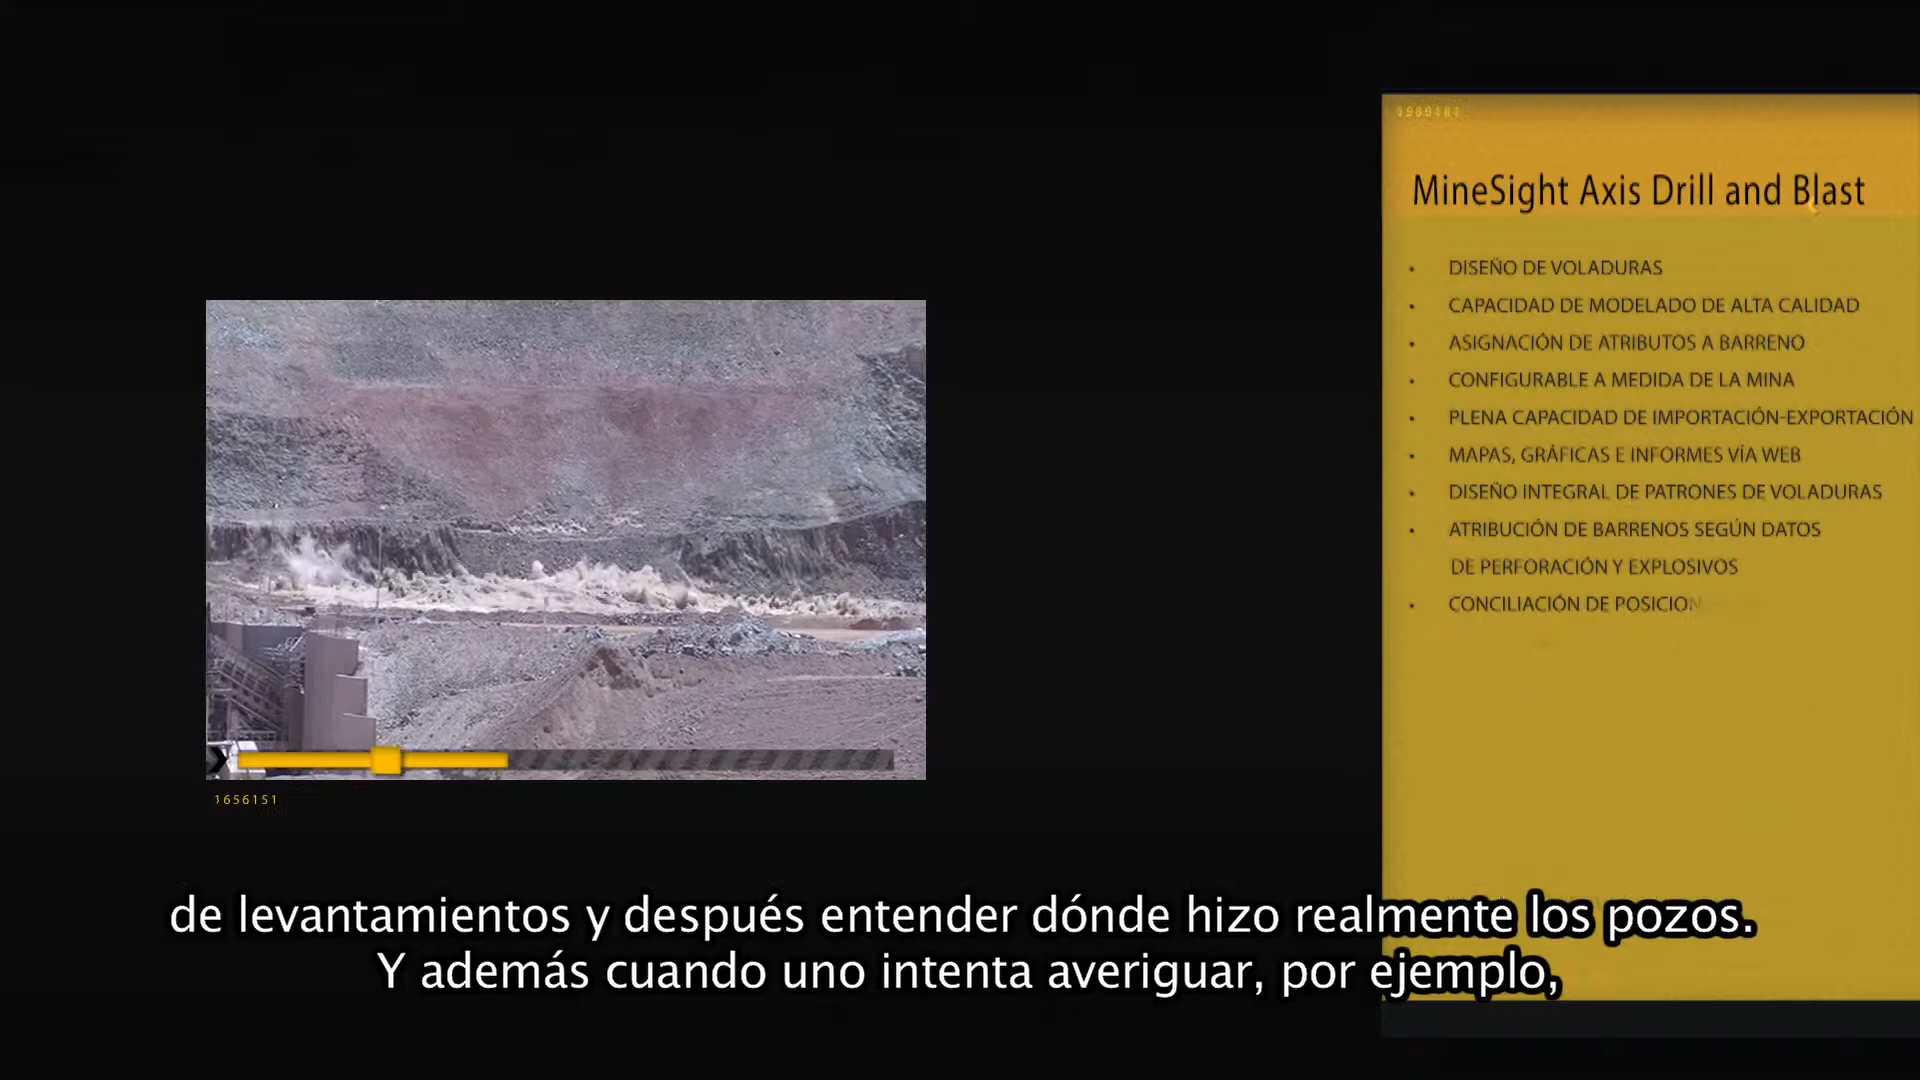 MineSight Axis Drill and Blast
• DISEÑO DE VOLADURAS
• CAPACIDAD DE MODELADO DE ALTA CALIDAD
• ASIGNACIÓN DE ATRIBUTOS A BARRENO
• CONFIGURABLE A MEDIDA DE LA MINA
• PLENA CAPACIDAD DE IMPORTACIÓN-EXPORTACIÓN
• MAPAS, GRÁFICAS E INFORMES VÍA WEB
• DISEÑO INTEGRAL DE PATRONES DE VOLADURAS
• ATRIBUCIÓN DE BARRENOS SEGÚN DATOS
DE PERFORACIÓN Y EXPLOSIVOS
• CONCILIACIÓN DE POSICION
1656151
de levantamientos y después entender dónde hizo realmente los pozos.
Y además cuando uno intenta averiguar, por ejemplo,